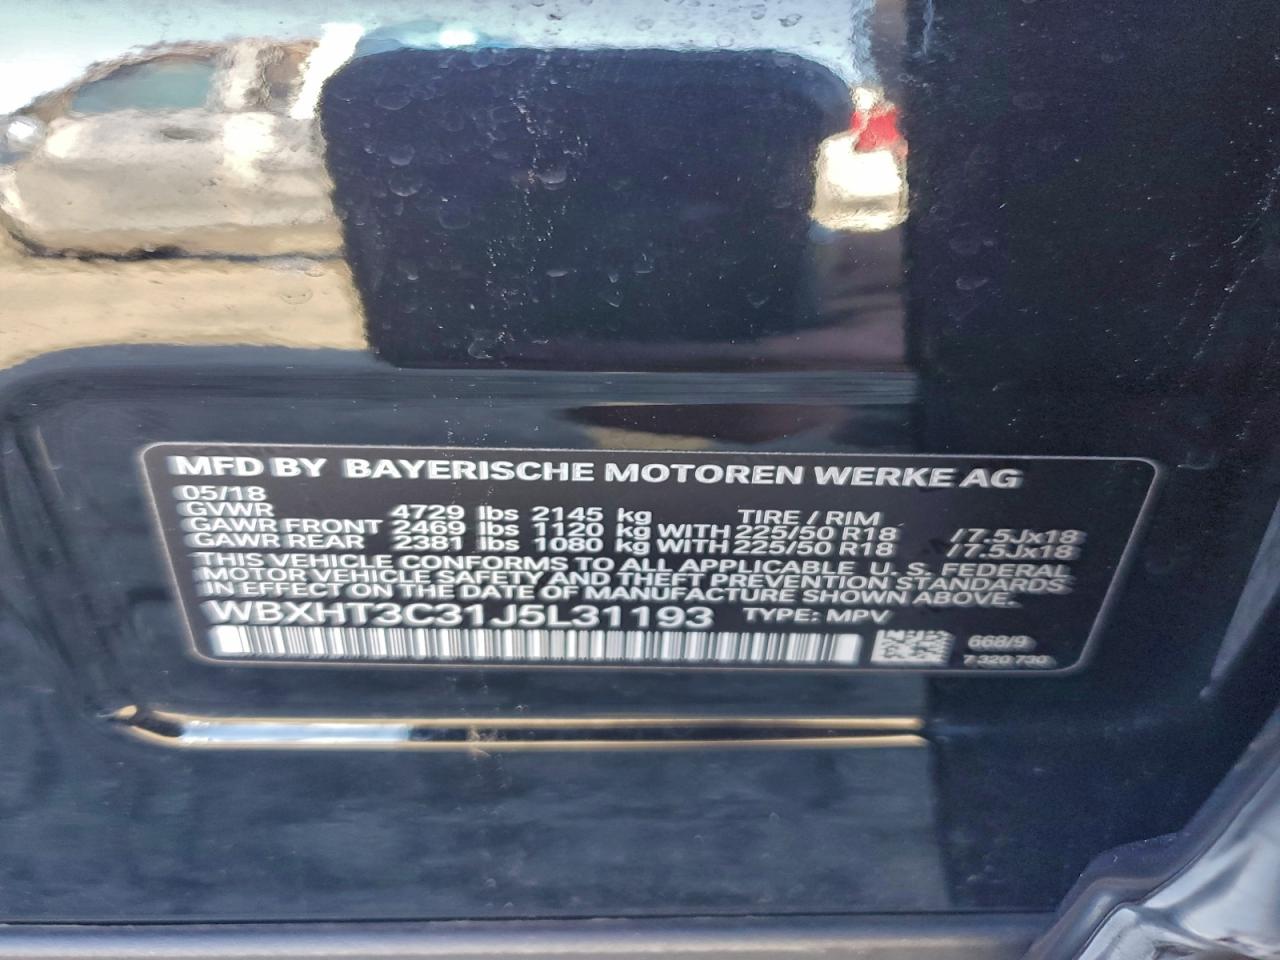 MFD BY BAYERISCHE MOTOREN WERKE AG
05/18
GVWR 4729 lbs 2145 kg TIRE / RIM
GAWR FRONT 2469 lbs 1120 kg WITH 225/50 R18 /7.5Jx18
GAWR REAR 2381 lbs 1080 kg WITH 225/50 R18 /7.5Jx18
THIS VEHICLE CONFORMS TO ALL APPLICABLE U. S. FEDERAL
MOTOR VEHICLE SAFETY AND THEFT PREVENTION STANDARDS
IN EFFECT ON THE DATE OF MANUFACTURE SHOWN ABOVE.
WBXHT3C31J5L31193 TYPE: MPV
668/9
7 320 730